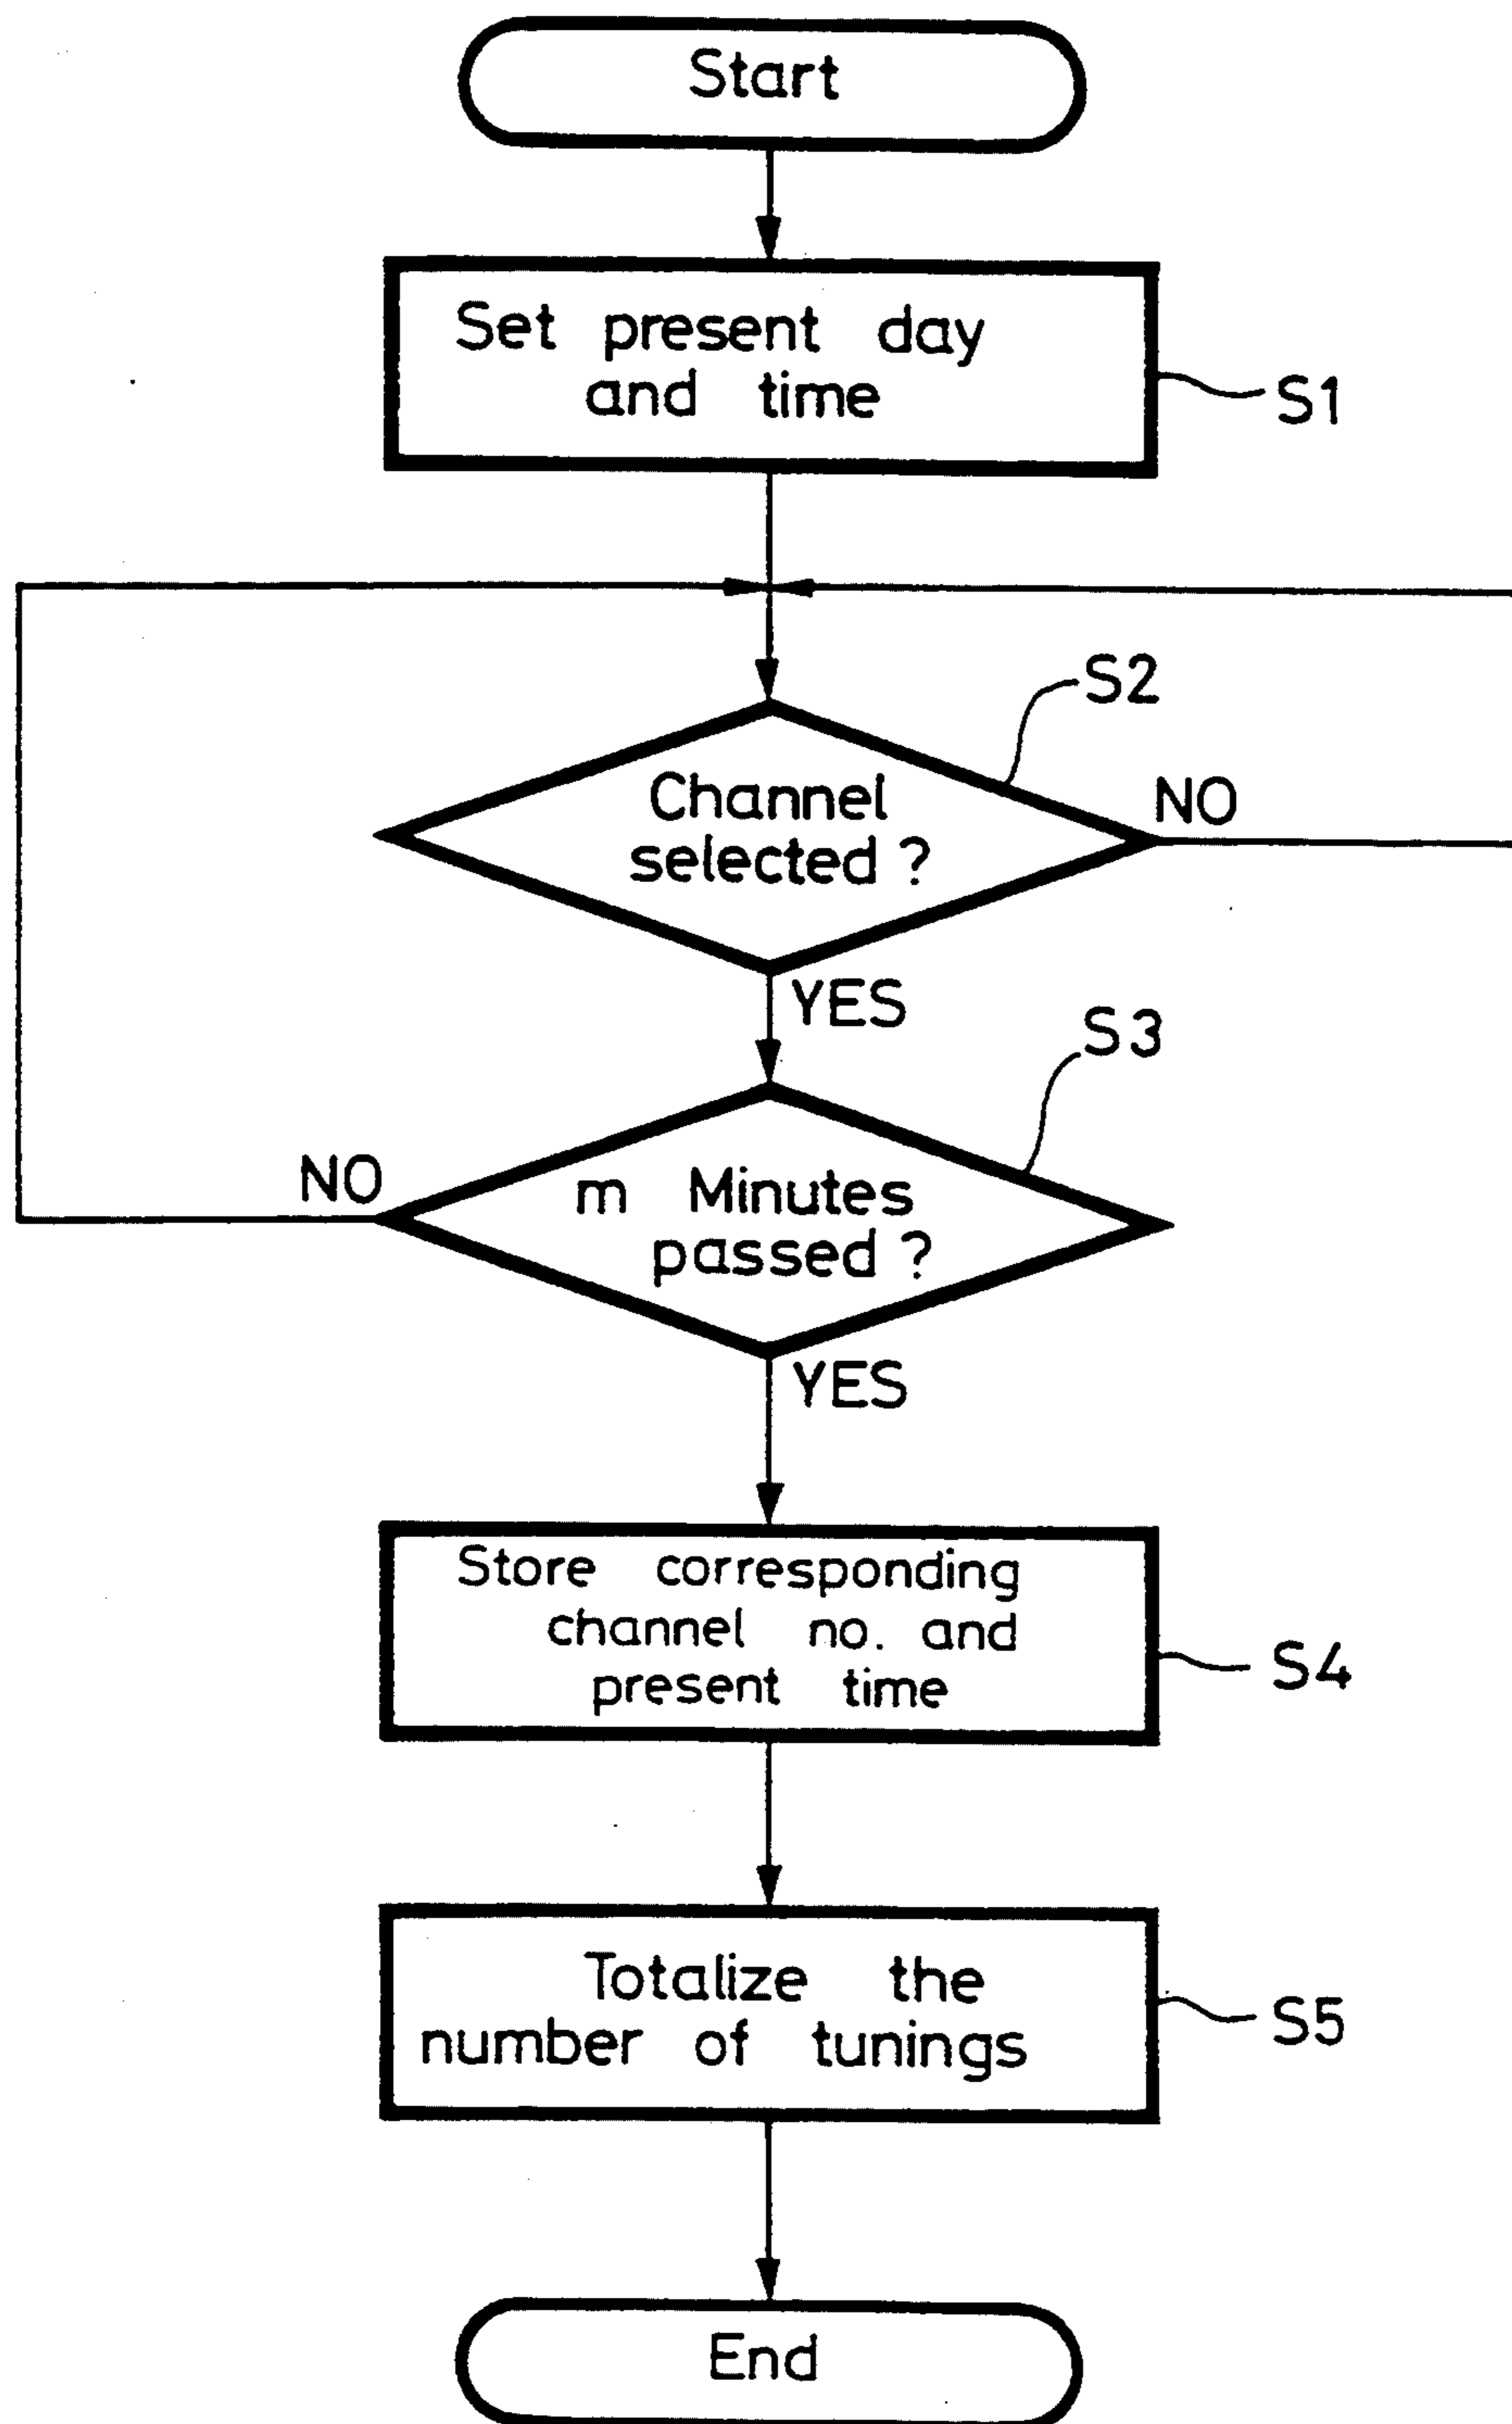 Start
Set present day
and time
S1
S2
Channel
selected ?
NO
YES
S3
NO
m Minutes
passed ?
YES
Store corresponding
channel no. and
present time
S4
Totalize the
number of tunings
S5
End